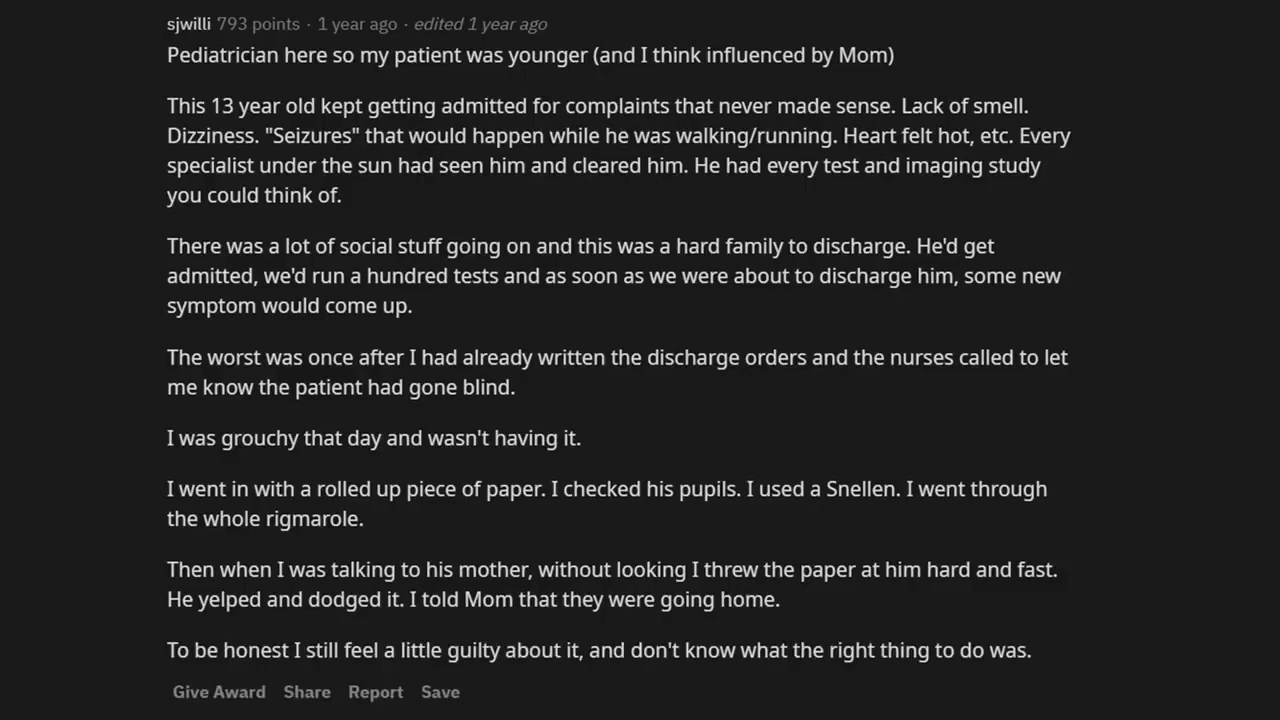 sjwilli 793 points · 1 year ago · edited 1 year ago
Pediatrician here so my patient was younger (and I think influenced by Mom)
This 13 year old kept getting admitted for complaints that never made sense. Lack of smell.
Dizziness. "Seizures" that would happen while he was walking/running. Heart felt hot, etc. Every
specialist under the sun had seen him and cleared him. He had every test and imaging study
you could think of.
There was a lot of social stuff going on and this was a hard family to discharge. He'd get
admitted, we'd run a hundred tests and as soon as we were about to discharge him, some new
symptom would come up.
The worst was once after I had already written the discharge orders and the nurses called to let
me know the patient had gone blind.
I was grouchy that day and wasn't having it.
I went in with a rolled up piece of paper. I checked his pupils. I used a Snellen. I went through
the whole rigmarole.
Then when I was talking to his mother, without looking I threw the paper at him hard and fast.
He yelped and dodged it. I told Mom that they were going home.
To be honest I still feel a little guilty about it, and don't know what the right thing to do was.
Give Award Share Report Save